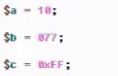 $a = 10;
$b = 077;
$c = 0xFF;